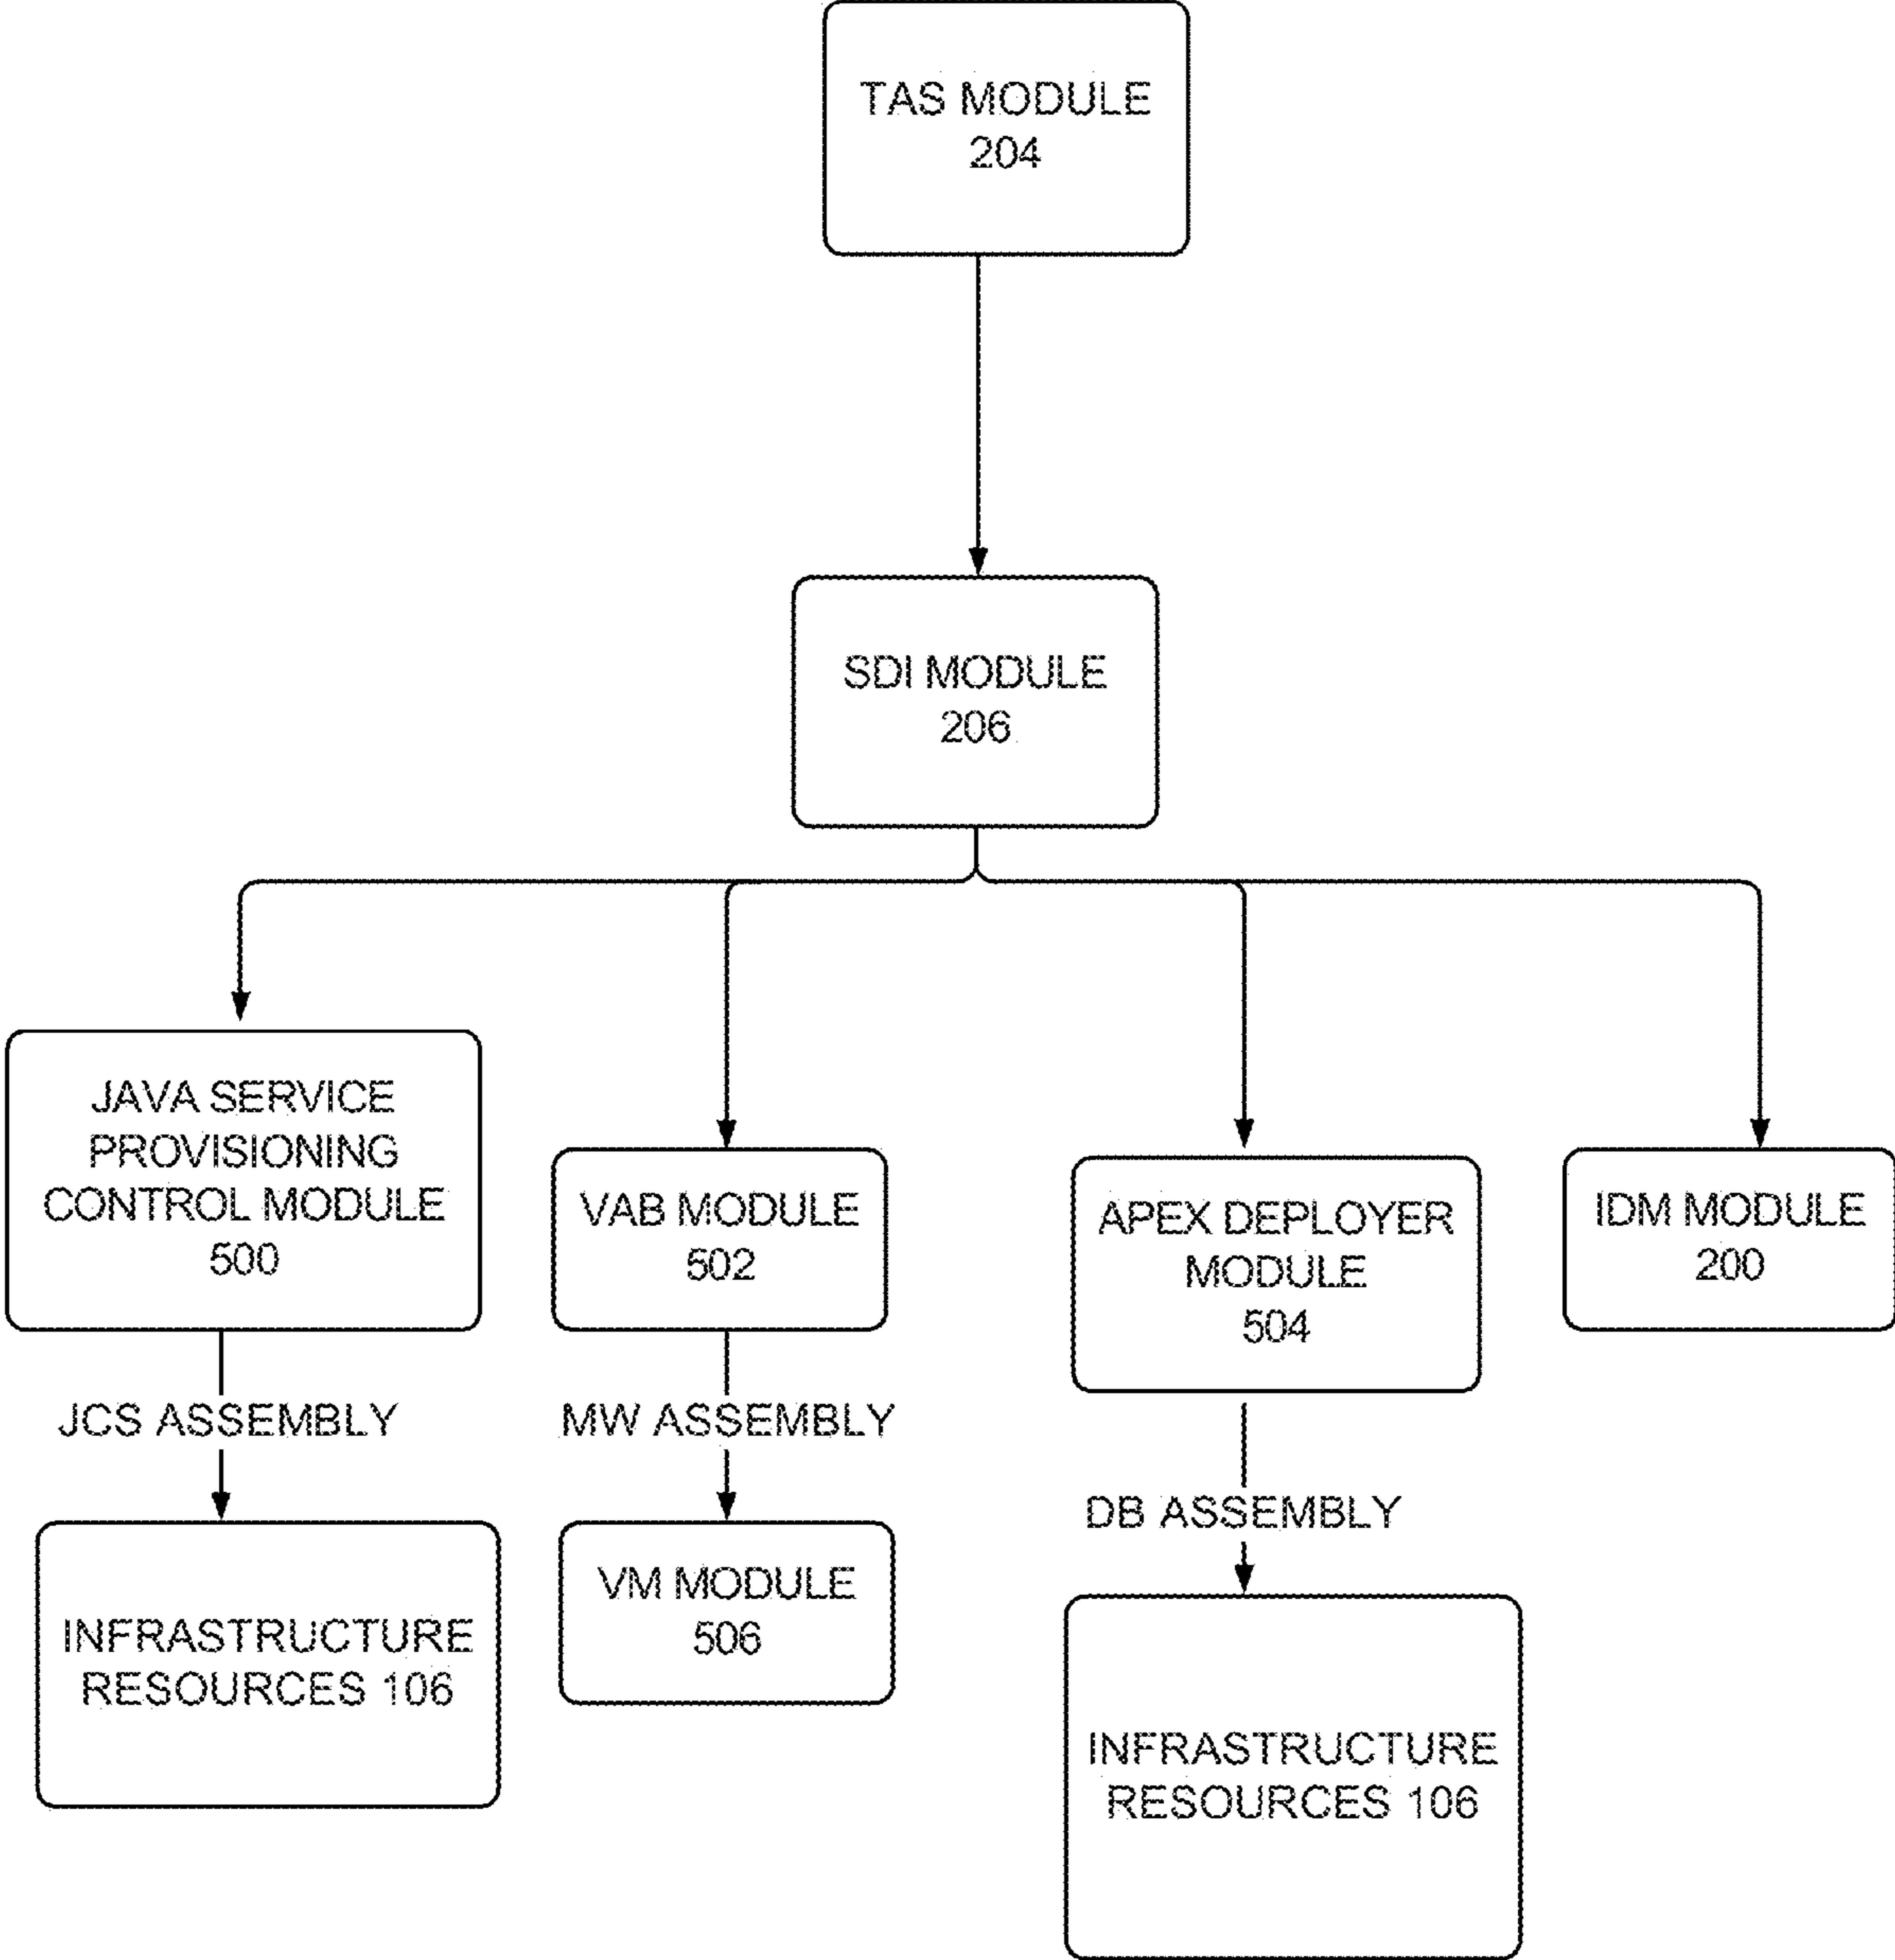 TAS MODULE
204
SDI MODULE
206
JAVA SERVICE
PROVISIONING
CONTROL MODULE
500
VAB MODULE
502
APEX DEPLOYER
MODULE
504
IDM MODULE
200
JCS ASSEMBLY
MW ASSEMBLY
DB ASSEMBLY
INFRASTRUCTURE
RESOURCES 106
VM MODULE
506
INFRASTRUCTURE
RESOURCES 106